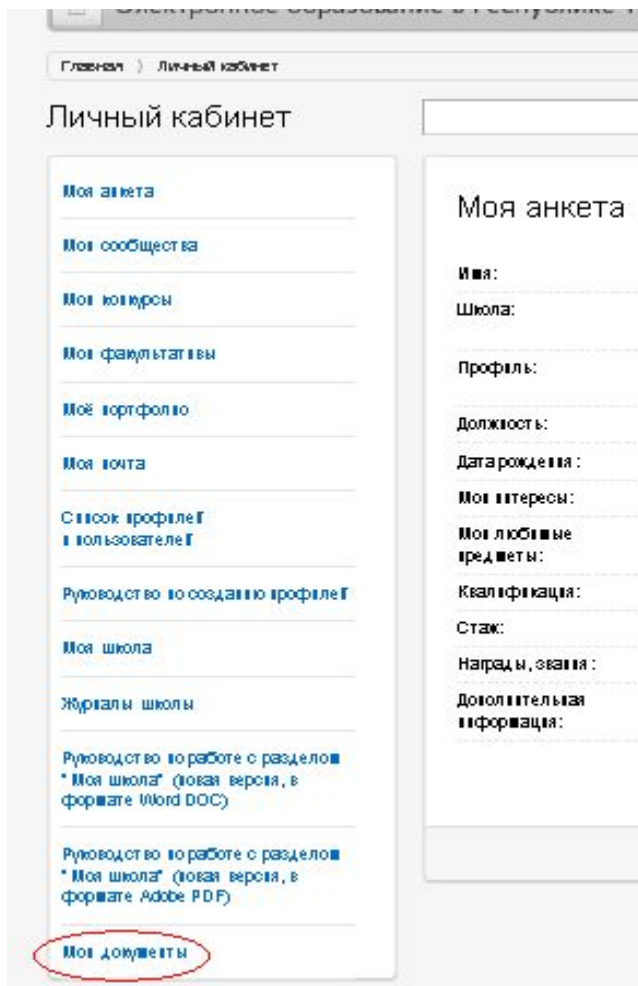 Электронное образование в Республике
Главная ) Личный кабинет
Личный кабинет
Моя анкета
Мои сообщества
Мои конкурсы
Мои факультативы
Моё портфолио
Моя почта
Список профилей
пользователей
Руководство по созданию профилей
Моя школа
Журналы школы
Руководство по работе с разделом
"Моя школа" (новая версия, в
формате Word DOC)
Руководство по работе с разделом
"Моя школа" (новая версия, в
формате Adobe PDF)
Мои документы
Моя анкета
Имя:
Школа:
Профиль:
Должность:
Дата рождения:
Мои интересы:
Мои любимые
предметы:
Квалификация:
Стаж:
Награды, звания:
Дополнительная
информация: